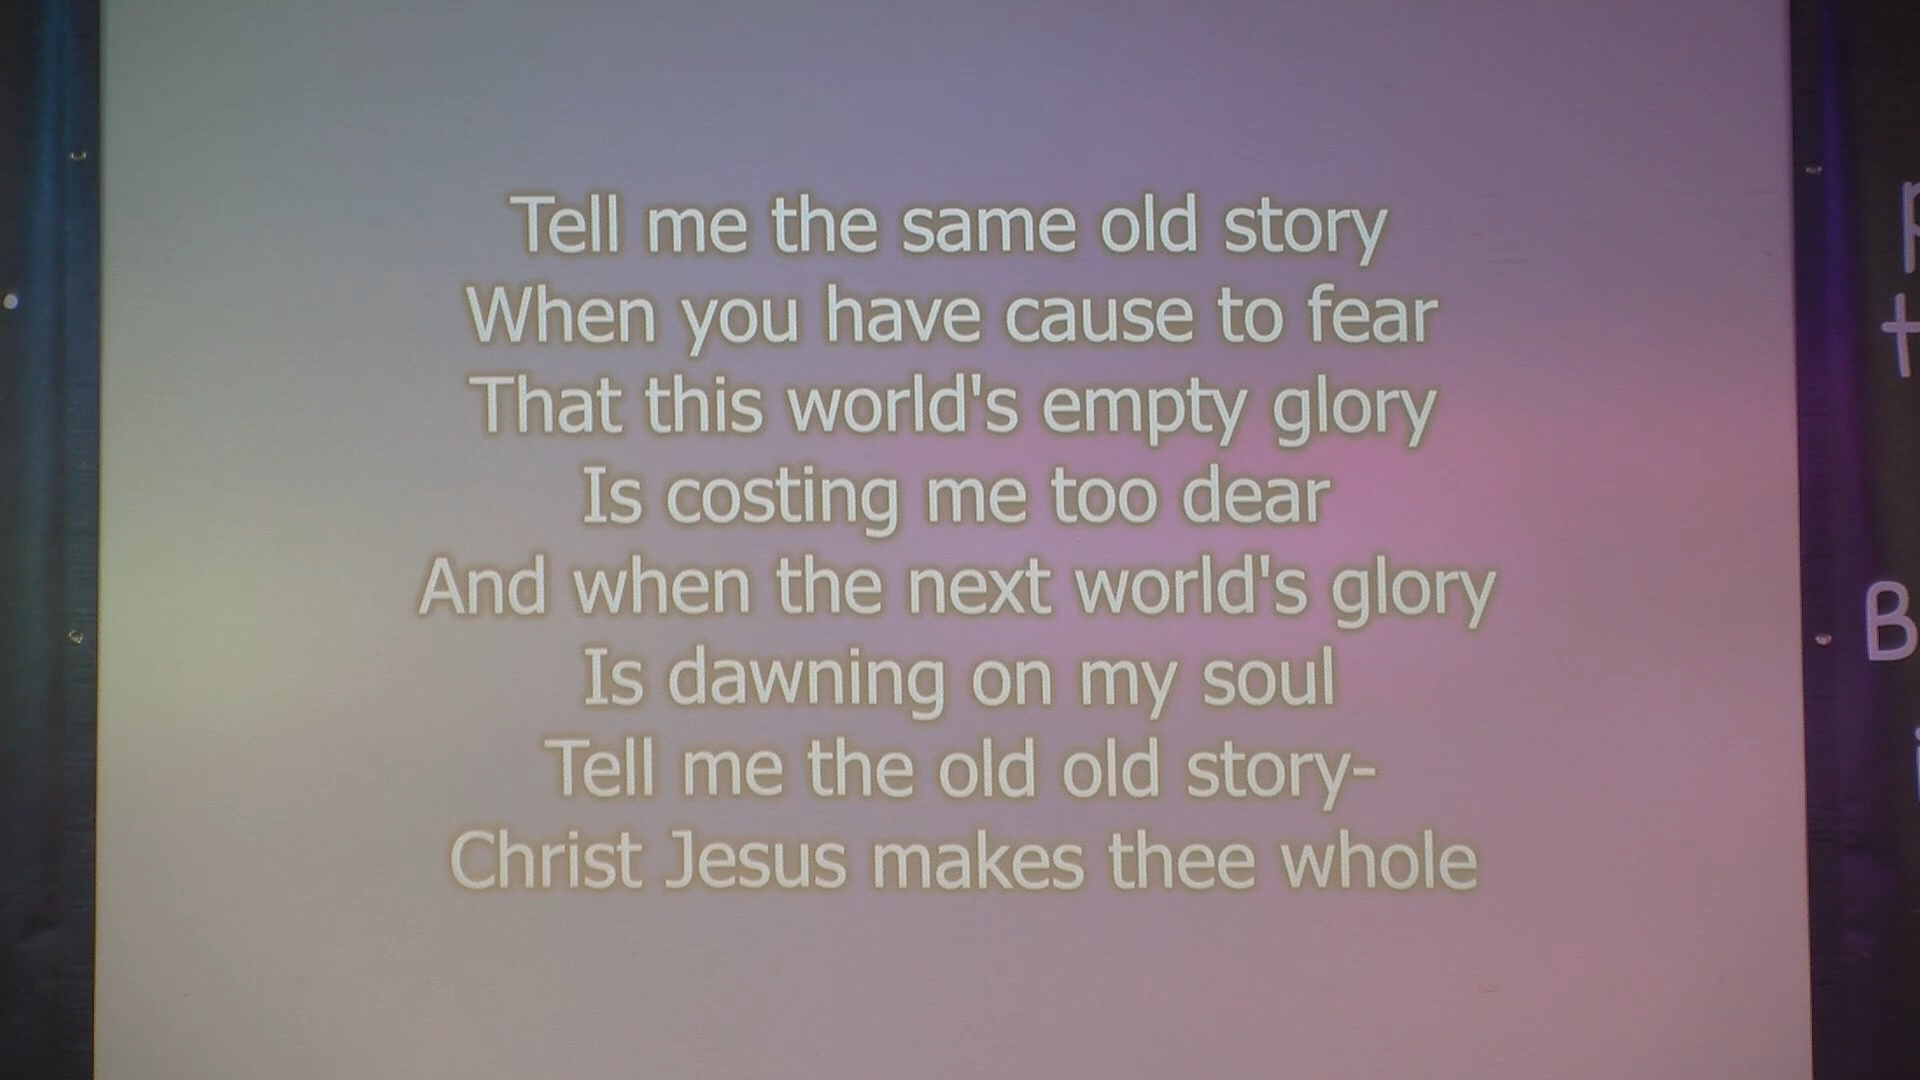 Tell me the same old story
When you have cause to fear
That this world's empty glory
Is costing me too dear
And when the next world's glory
Is dawning on my soul
Tell me the old old story-
Christ Jesus makes thee whole